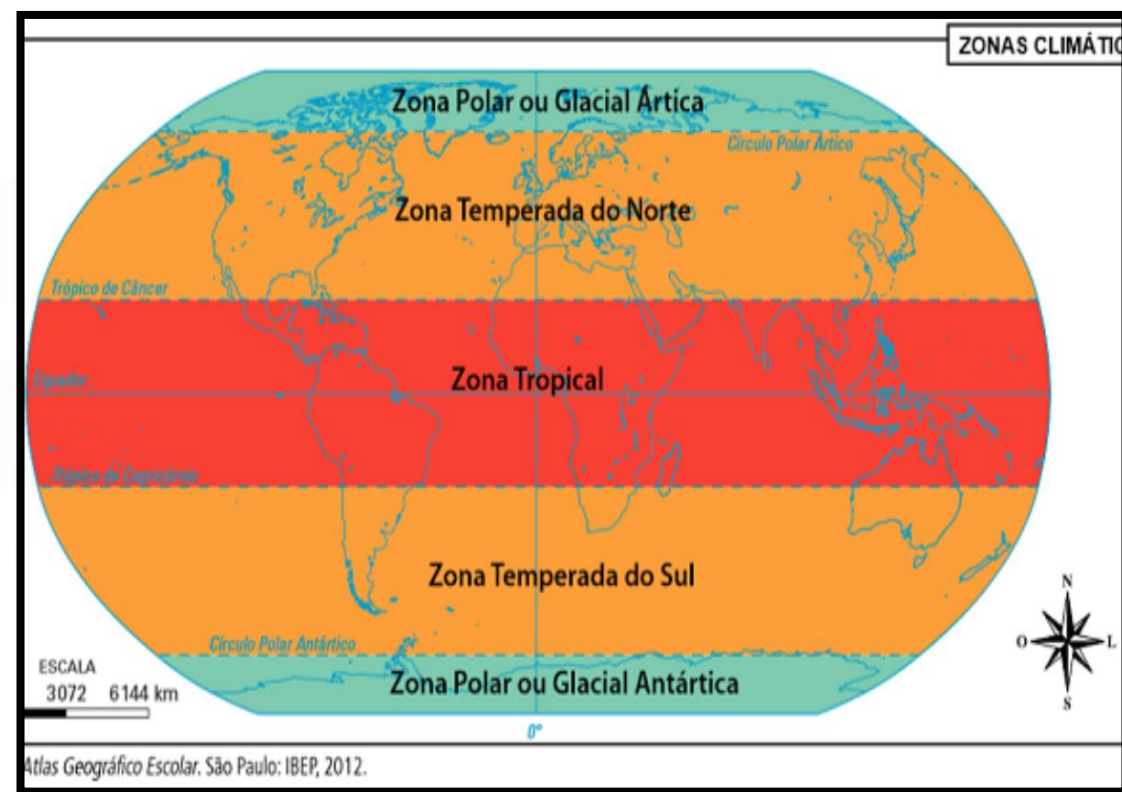 ZONAS CLIMÁTIC
Zona Polar ou Glacial Ártica
Círculo Polar Ártico
Zona Temperada do Norte
Trópico de Câncer
Zona Tropical
Equador
Trópico de Capricórnio
Zona Temperada do Sul
Círculo Polar Antártico
Zona Polar ou Glacial Antártica
ESCALA
3072 6144 km
0°
N
O
L
S
Atlas Geográfico Escolar. São Paulo: IBEP, 2012.